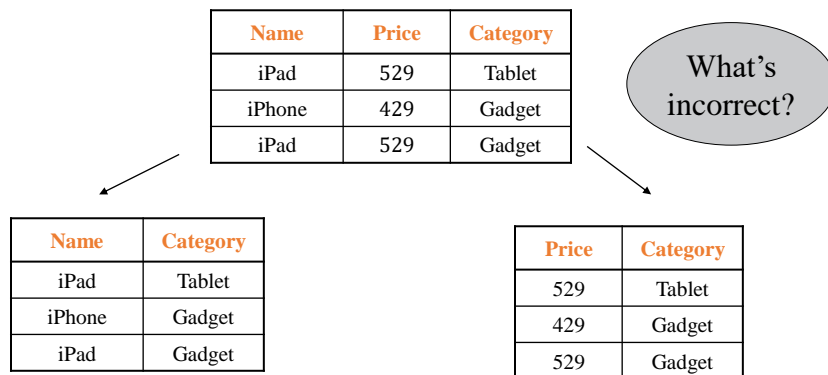 Name Price Category
iPad 529 Tablet
iPhone 429 Gadget
iPad 529 Gadget
What's
incorrect?
Name Category
iPad Tablet
iPhone Gadget
iPad Gadget
Price Category
529 Tablet
429 Gadget
529 Gadget